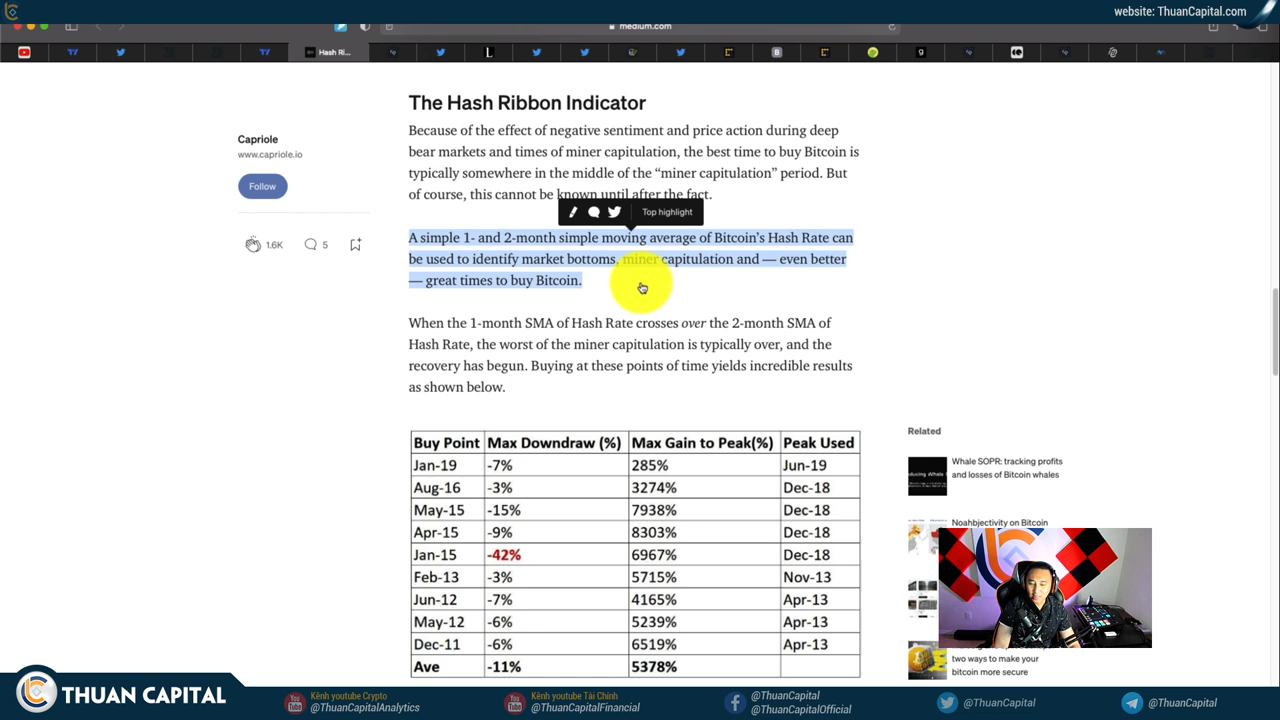 website: ThuanCapital.com
medium.com
Hash Ri...
The Hash Ribbon Indicator
Because of the effect of negative sentiment and price action during deep
bear markets and times of miner capitulation, the best time to buy Bitcoin is
typically somewhere in the middle of the “miner capitulation” period. But
of course, this cannot be known until after the fact.
Capriole
www.capriole.io
Follow
1.6K
5
Top highlight
A simple 1- and 2-month simple moving average of Bitcoin’s Hash Rate can
be used to identify market bottoms, miner capitulation and — even better
— great times to buy Bitcoin.
When the 1-month SMA of Hash Rate crosses over the 2-month SMA of
Hash Rate, the worst of the miner capitulation is typically over, and the
recovery has begun. Buying at these points of time yields incredible results
as shown below.
Buy Point Max Downdraw (%) Max Gain to Peak(%) Peak Used
Jan-19 -7% 285% Jun-19
Aug-16 -3% 3274% Dec-18
May-15 -15% 7938% Dec-18
Apr-15 -9% 8303% Dec-18
Jan-15 -42% 6967% Dec-18
Feb-13 -3% 5715% Nov-13
Jun-12 -7% 4165% Apr-13
May-12 -6% 5239% Apr-13
Dec-11 -6% 6519% Apr-13
Ave -11% 5378%
Related
Whale SOPR: tracking profits
and losses of Bitcoin whales
Noahbjectivity on Bitcoin
two ways to make your
bitcoin more secure
THUAN CAPITAL
Kênh youtube Crypto
@ThuanCapitalAnalytics
Kênh youtube Tài Chính
@ThuanCapitalFinancial
@ThuanCapital
@ThuanCapitalOfficial
@ThuanCapital
@ThuanCapital